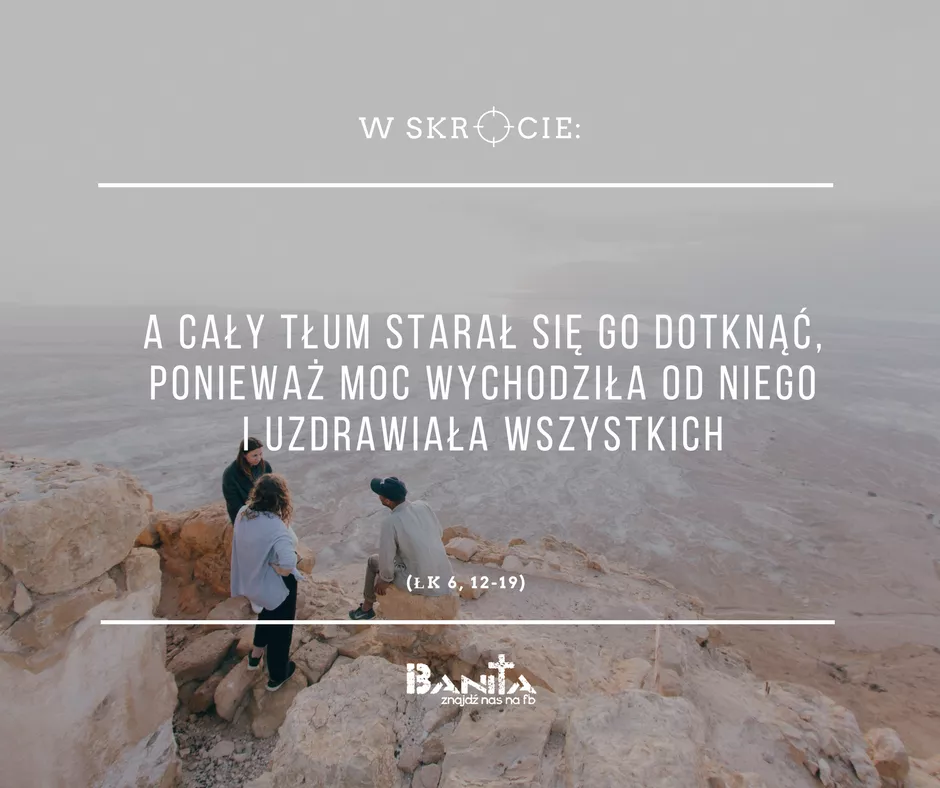 W SKRÓCIE:
A CAŁY TŁUM STARAŁ SIĘ GO DOTKNĄĆ,
PONIEWAŻ MOC WYCHODZIŁA OD NIEGO
I UZDRAWIAŁA WSZYSTKICH
(ŁK 6, 12-19)
BANITA
znajdź nas na fb